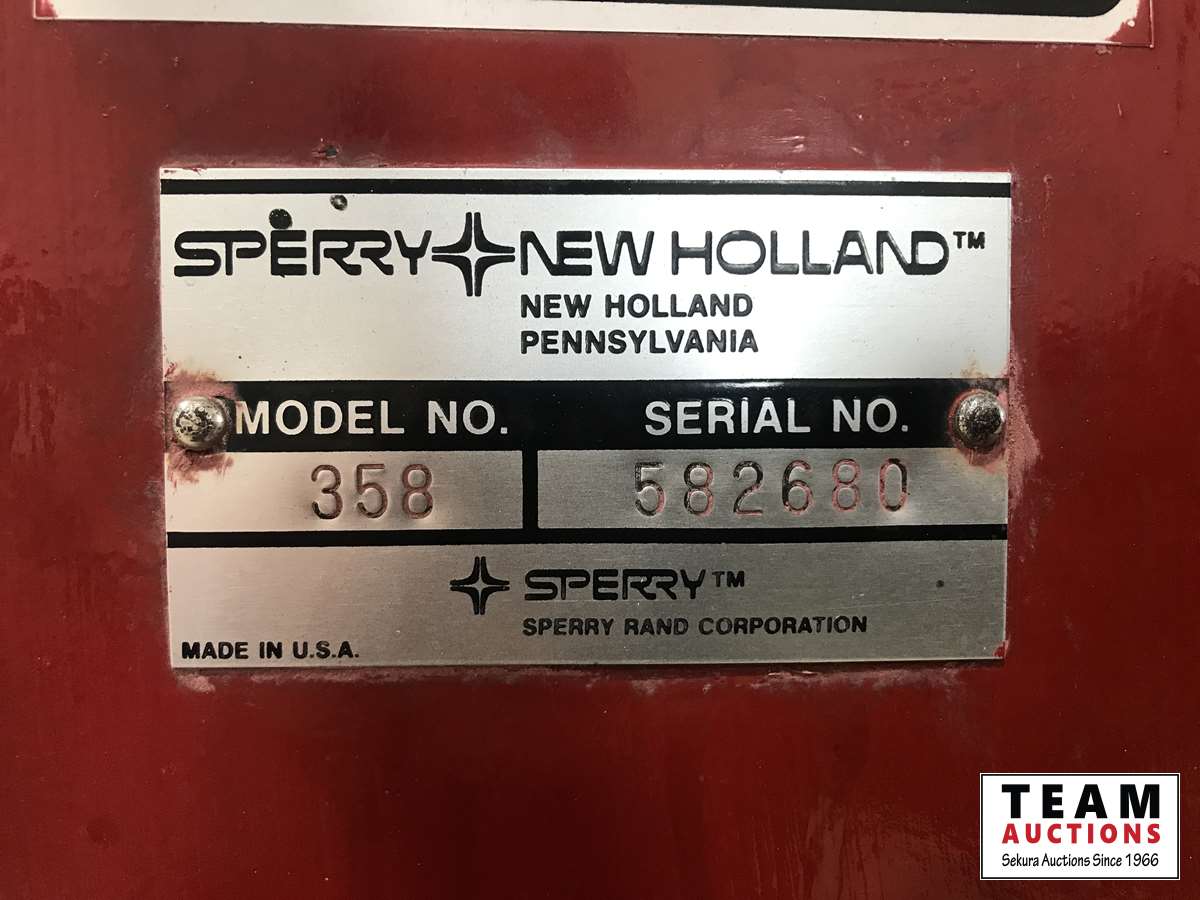 SPERRY NEW HOLLAND™
NEW HOLLAND
PENNSYLVANIA
MODEL NO. SERIAL NO.
358 582680
SPERRY™
SPERRY RAND CORPORATION
MADE IN U.S.A.
TEAM
AUCTIONS
Sekura Auctions Since 1966